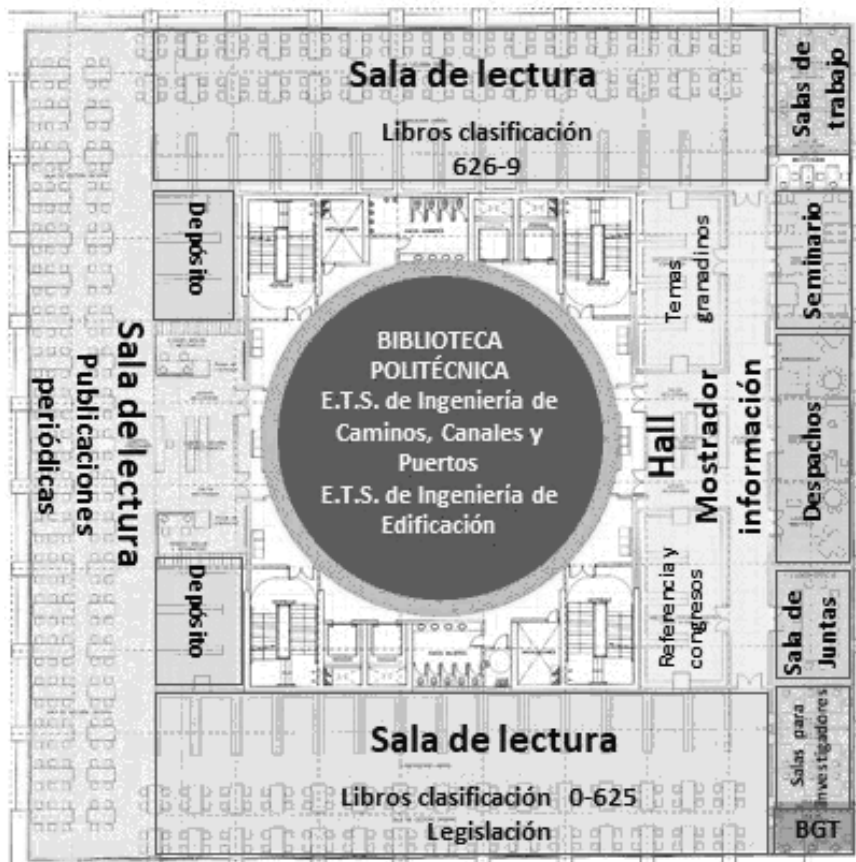 Sala de lectura
Libros clasificación
626-9
Salas de
trabajo
Depósito
Temas
granadinos
Seminario
Sala de lectura
Publicaciones
periódicas
BIBLIOTECA
POLITÉCNICA
E.T.S. de Ingeniería de
Caminos, Canales y
Puertos
E.T.S. de Ingeniería de
Edificación
Hall
Mostrador
información
Despachos
Depósito
Referencia y
congresos
Sala de
Juntas
Sala de lectura
Libros clasificación 0-625
Legislación
Salas para
investigadores
BGT